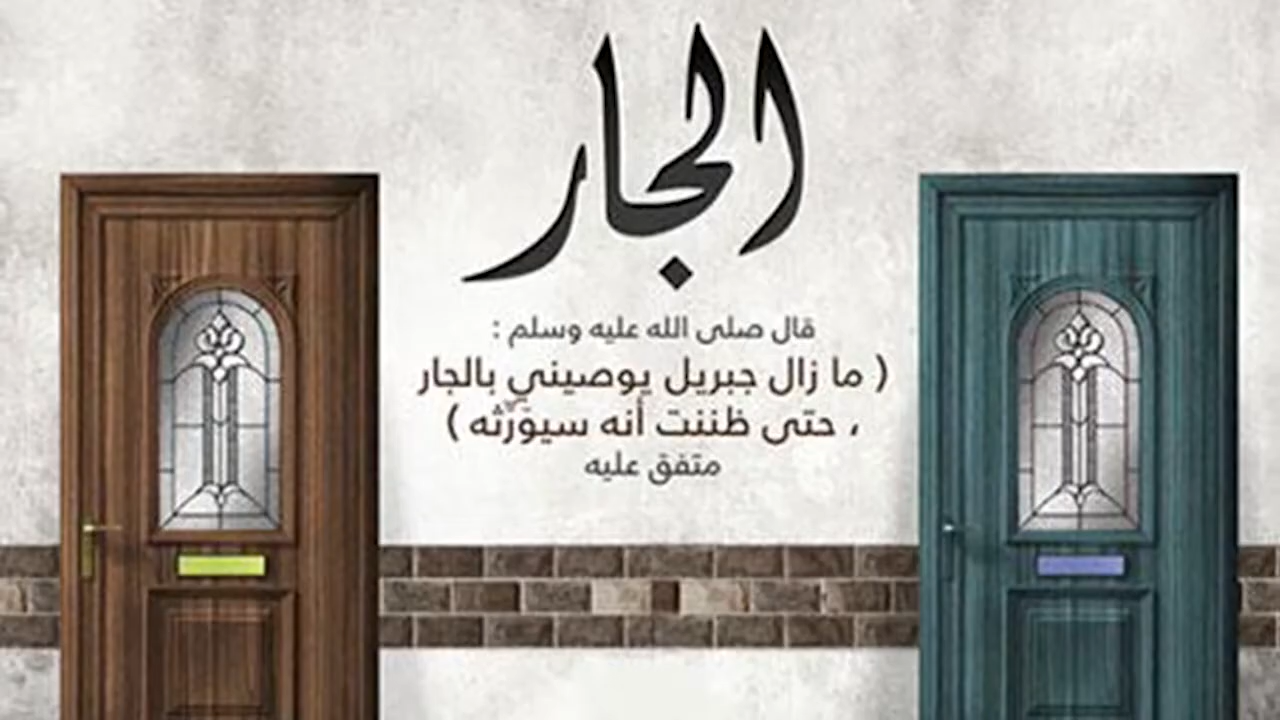 الجار
قال صلى الله عليه وسلم :
( ما زال جبريل يوصيني بالجار
، حتى ظننت أنه سيورّثه )
متفق عليه